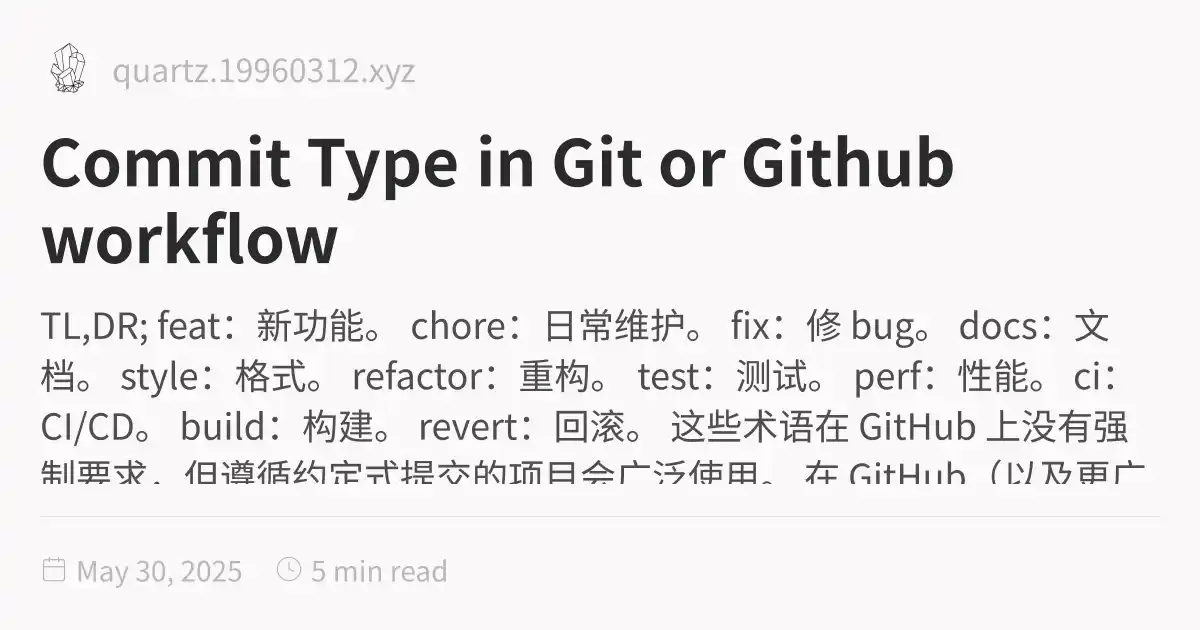 quartz.19960312.xyz
Commit Type in Git or Github
workflow
TL,DR; feat：新功能。 chore：日常维护。 fix：修 bug。 docs：文
档。 style：格式。 refactor：重构。 test：测试。 perf：性能。 ci：
CI/CD。 build：构建。 revert：回滚。 这些术语在 GitHub 上没有强
制要求，但遵循约定式提交的项目会广泛使用。 在 GitHub（以及更广
May 30, 2025
5 min read